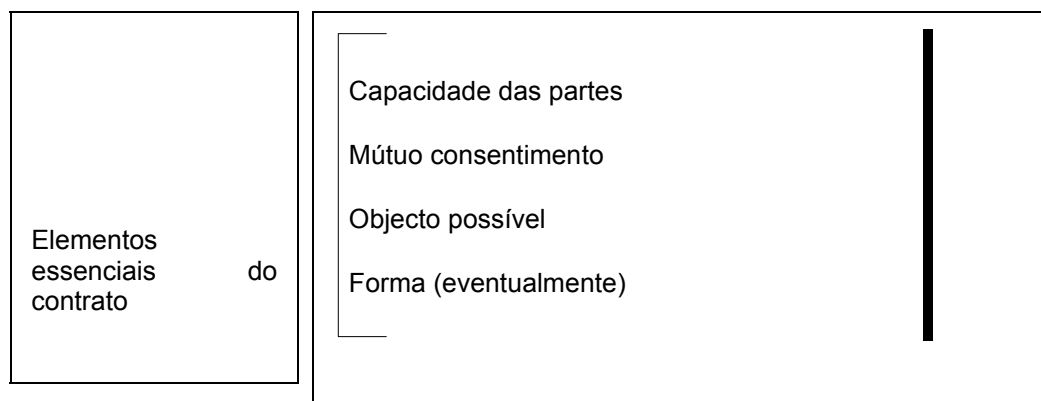 Elementos
essenciais do
contrato
Capacidade das partes
Mútuo consentimento
Objecto possível
Forma (eventualmente)